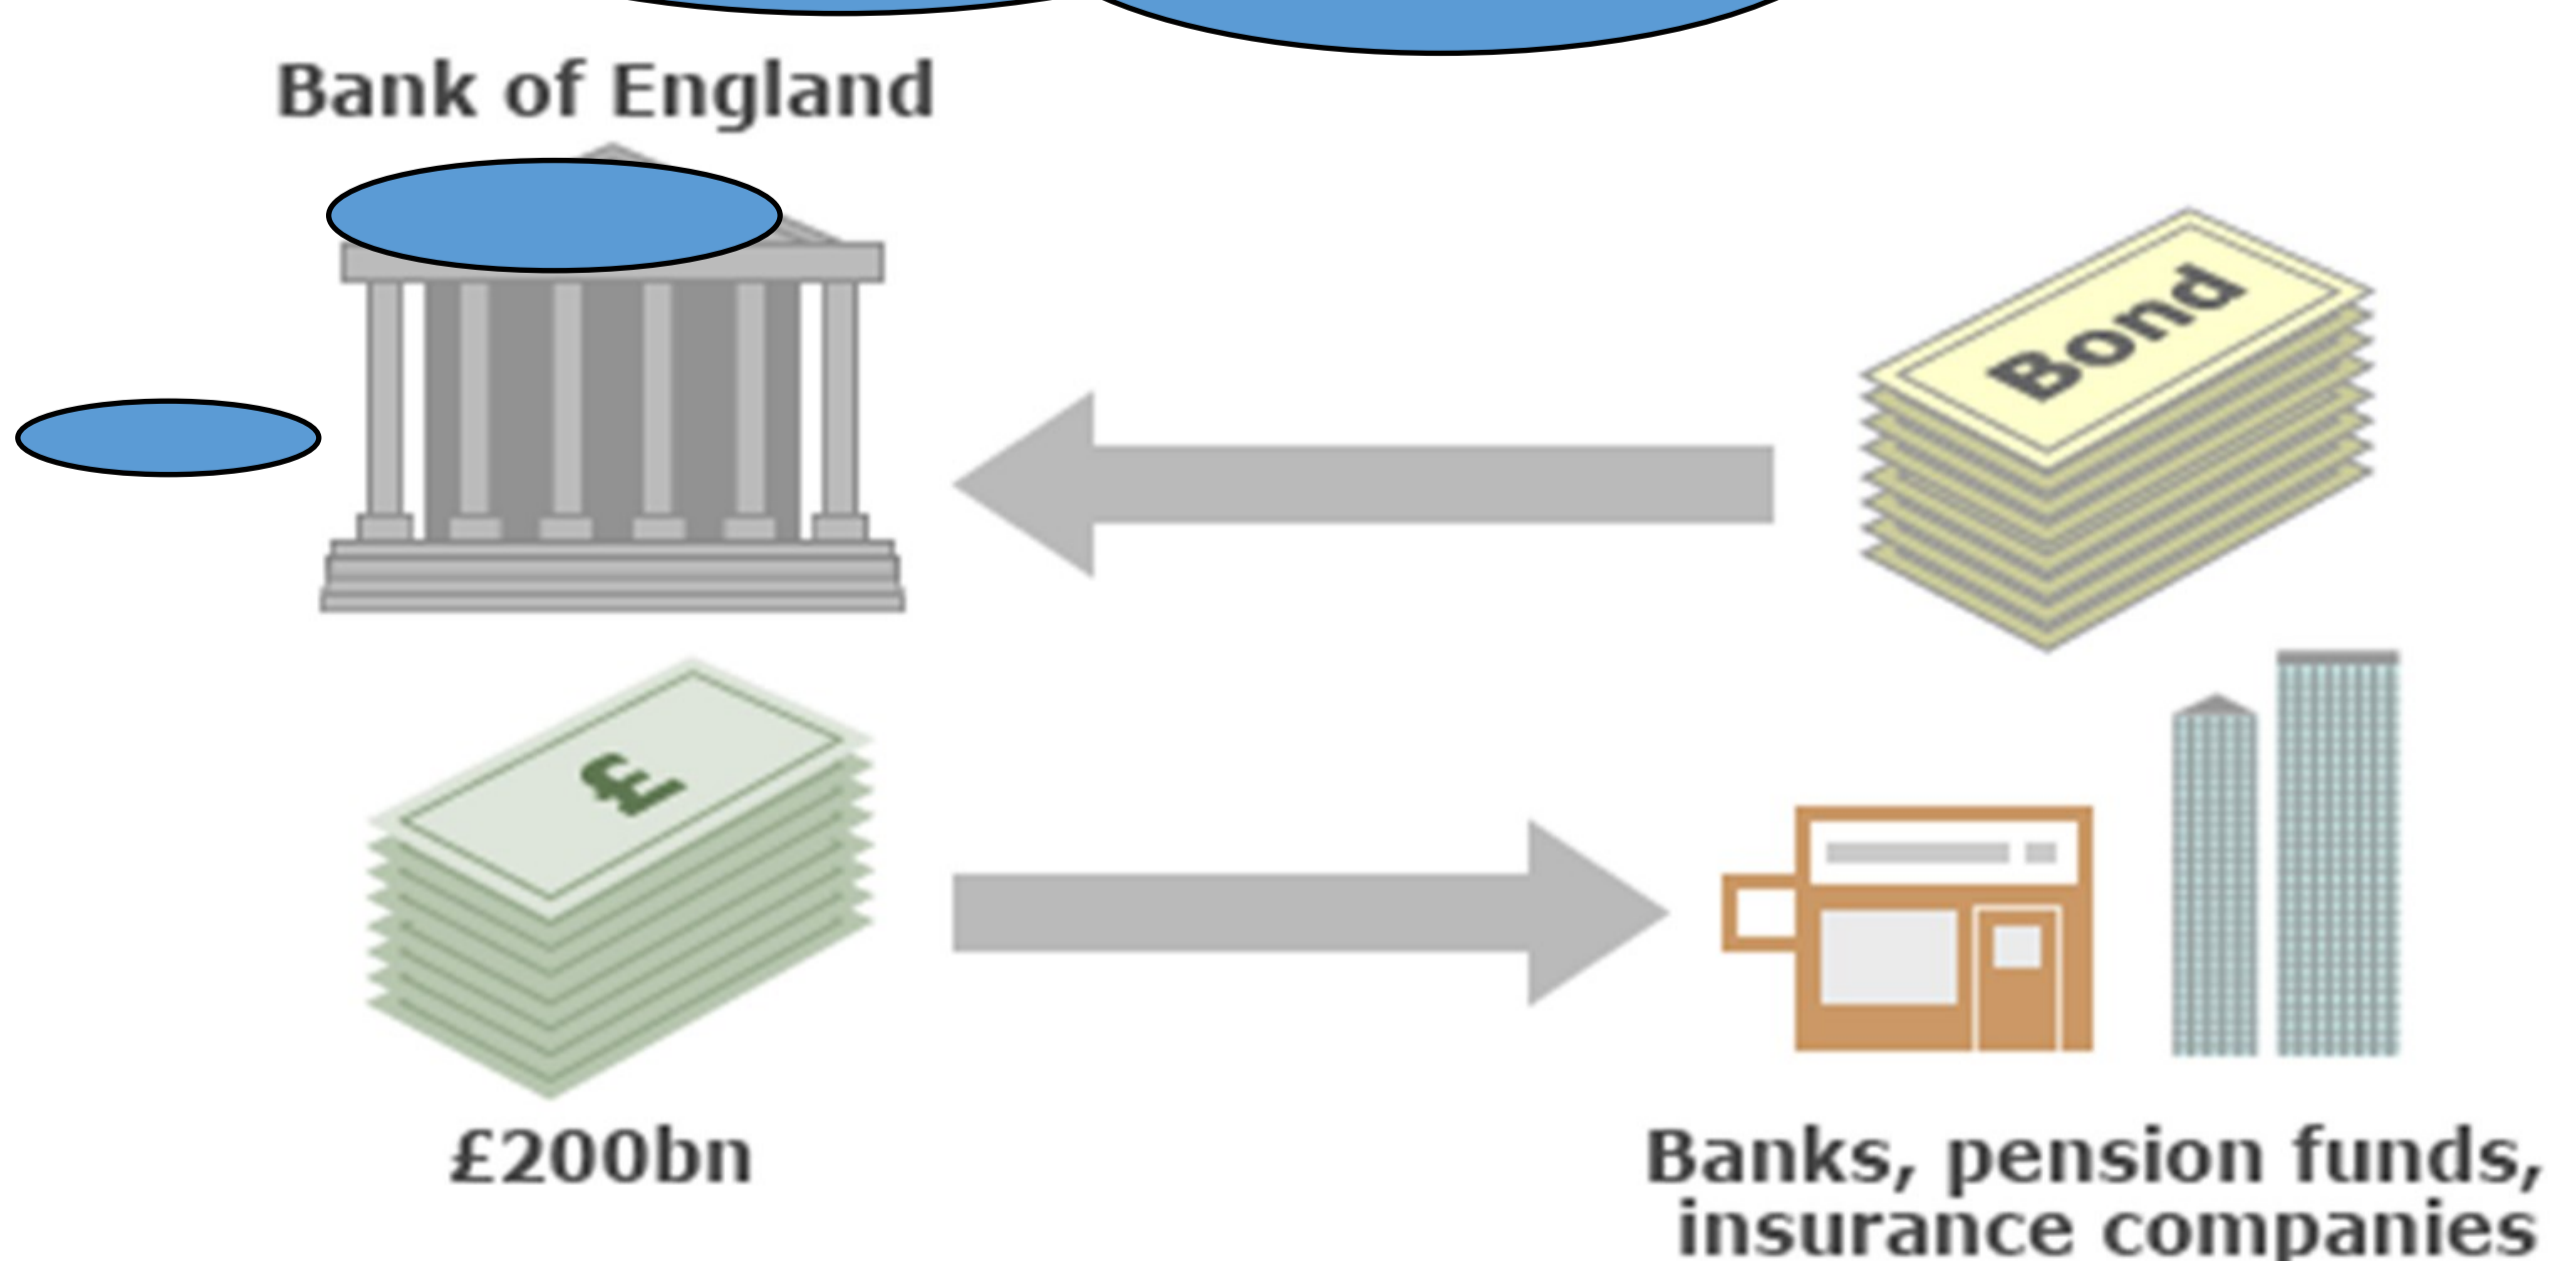 Bank of England
Bond
£
£200bn
Banks, pension funds,
insurance companies